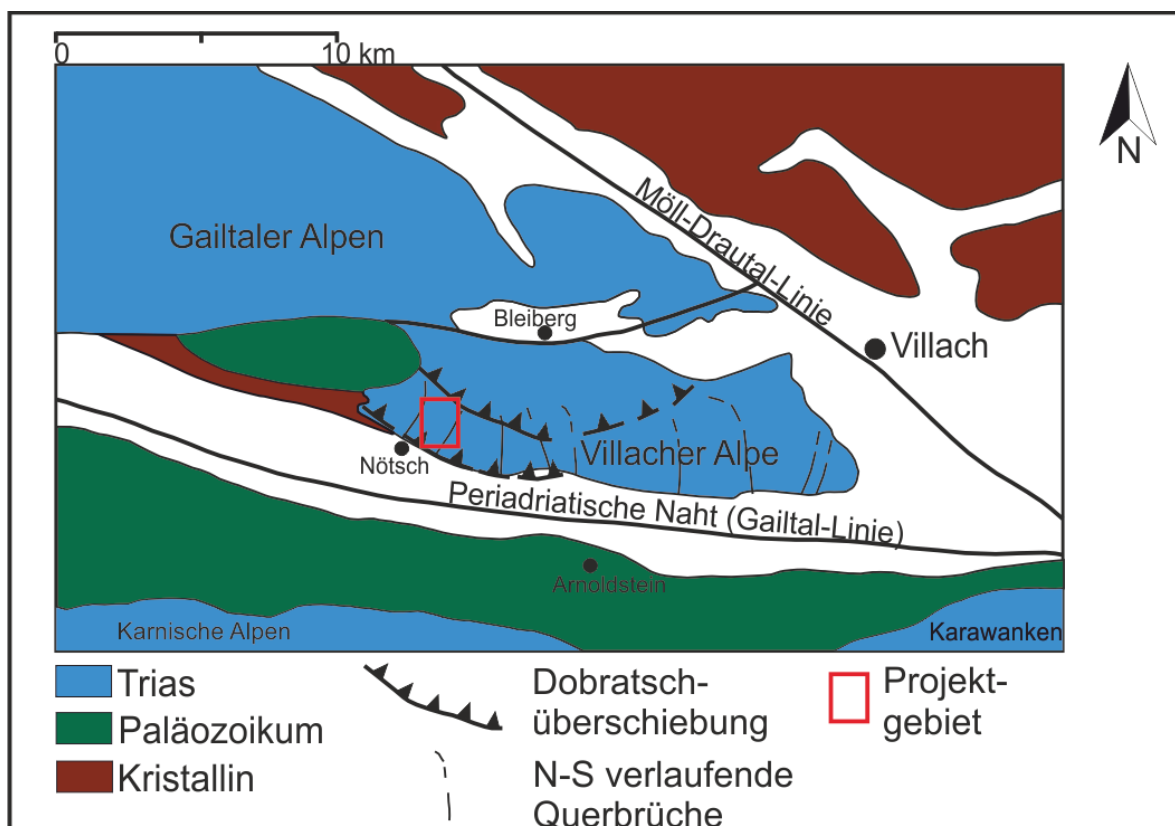 0 10 km
N
Möll-Drautal-Linie
Gailtaler Alpen
Bleiberg
Villach
Villacher Alpe
Nötsch
Periadriatische Naht (Gailtal-Linie)
Arnoldstein
Karnische Alpen
Karawanken
Trias
Paläozoikum
Kristallin
Dobratsch-
überschiebung
N-S verlaufende
Querbrüche
Projekt-
gebiet